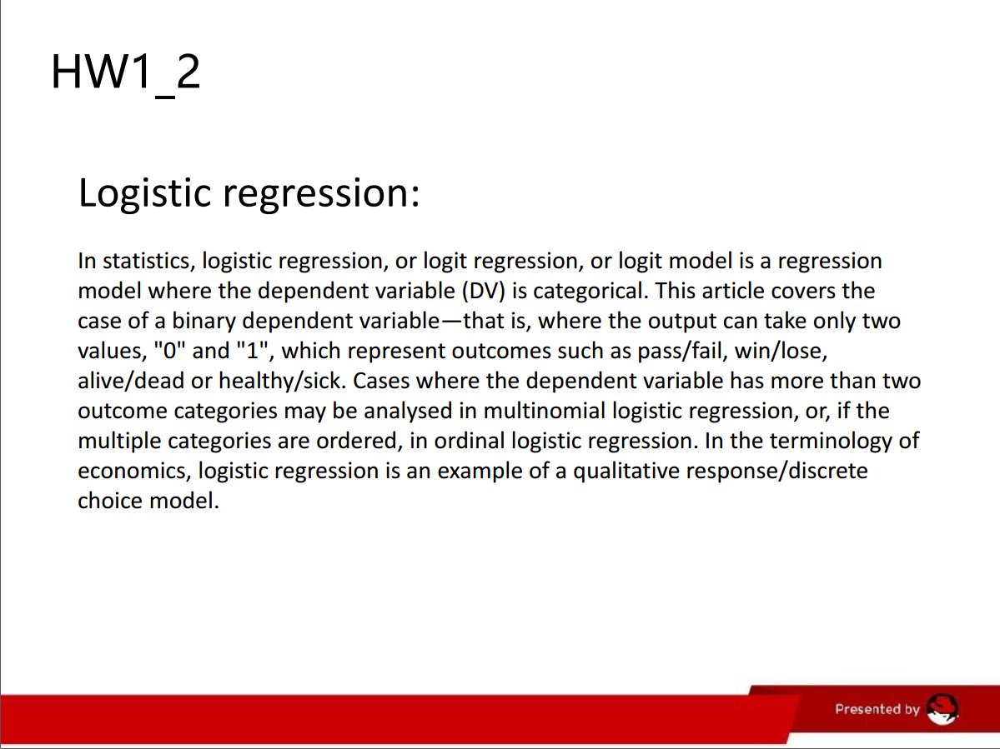 HW1_2
Logistic regression:
In statistics, logistic regression, or logit regression, or logit model is a regression
model where the dependent variable (DV) is categorical. This article covers the
case of a binary dependent variable—that is, where the output can take only two
values, "0" and "1", which represent outcomes such as pass/fail, win/lose,
alive/dead or healthy/sick. Cases where the dependent variable has more than two
outcome categories may be analysed in multinomial logistic regression, or, if the
multiple categories are ordered, in ordinal logistic regression. In the terminology of
economics, logistic regression is an example of a qualitative response/discrete
choice model.
Presented by